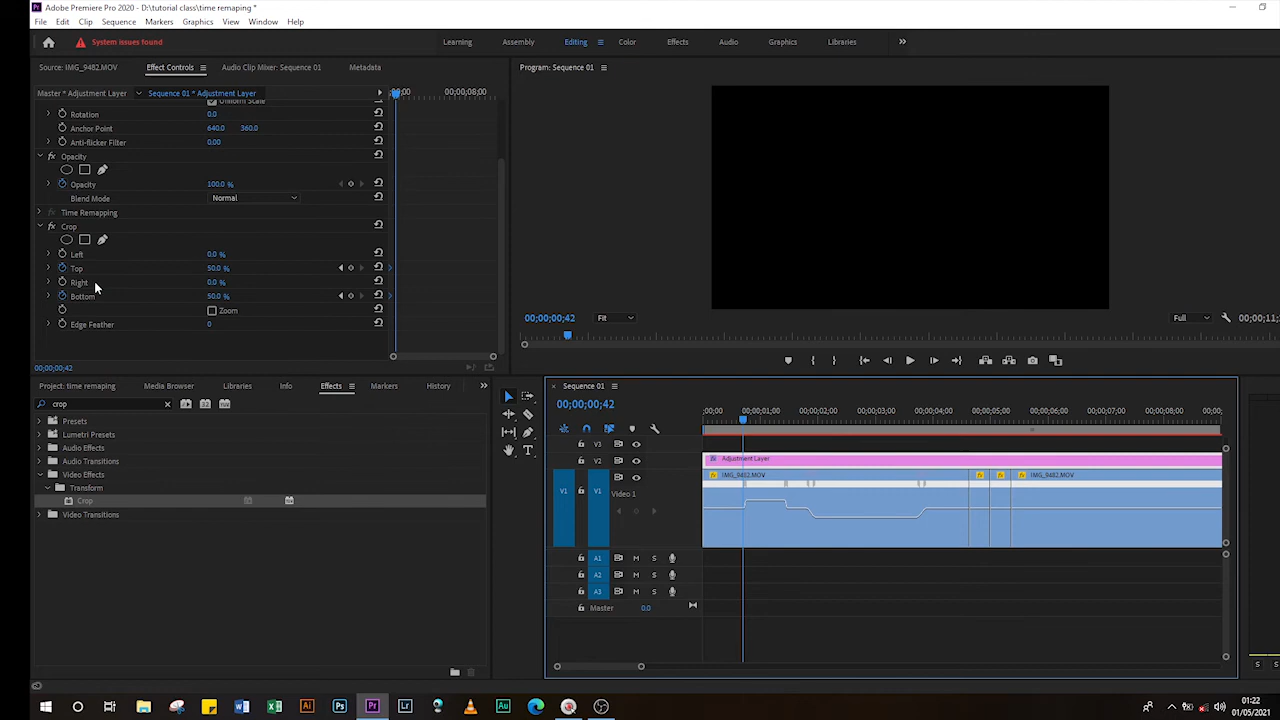 Adobe Premiere Pro 2020 - D:\tutorial class\time remaping *
File Edit Clip Sequence Markers Graphics View Window Help
System issues found
Learning Assembly Editing Color Effects Audio Graphics Libraries
Source: IMG_9482.MOV Effect Controls Audio Clip Mixer: Sequence 01 Metadata
Program: Sequence 01
Master * Adjustment Layer Sequence 01 * Adjustment Layer
:00 00;00;08;00
Uniform Scale
Rotation 0.0
Anchor Point 640.0 360.0
Anti-flicker Filter 0.00
Opacity
Opacity 100.0 %
Blend Mode Normal
Time Remapping
Crop
Left 0.0 %
Top 50.0 %
Right 0.0 %
Bottom 50.0 %
Zoom
Edge Feather 0
00;00;00;42
00;00;00;42 Fit Full 00;00;11;
Project: time remaping Media Browser Libraries Info Effects Markers History
crop
Presets
Lumetri Presets
Audio Effects
Audio Transitions
Video Effects
Transform
Crop
Video Transitions
Sequence 01
00;00;00;42
;00;00 00;00;01;00 00;00;02;00 00;00;03;00 00;00;04;00 00;00;05;00 00;00;06;00 00;00;07;00 00;00;08;00 00;00;
V3
V2 Adjustment Layer
V1 V1 IMG_9482.MOV IMG_9482.MOV
Video 1
A1 M S
A2 M S
A3 M S
Master 0.0
S S
01:22
01/05/2021